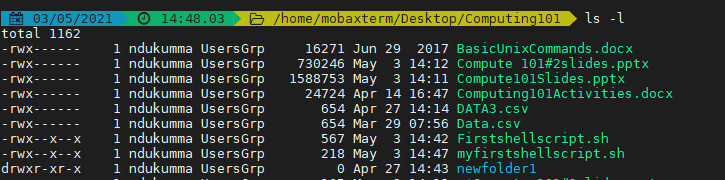 03/05/2021 14:48.03 /home/mobaxterm/Desktop/Computing101 ls -l
total 1162
-rwx------ 1 ndukumma UsersGrp 16271 Jun 29 2017 BasicUnixCommands.docx
-rwx------ 1 ndukumma UsersGrp 730246 May 3 14:12 Compute 101#2slides.pptx
-rwx------ 1 ndukumma UsersGrp 1588753 May 3 14:11 Compute101Slides.pptx
-rwx------ 1 ndukumma UsersGrp 24724 Apr 14 16:47 Computing101Activities.docx
-rwx------ 1 ndukumma UsersGrp 654 Apr 27 14:14 DATA3.csv
-rwx------ 1 ndukumma UsersGrp 654 Mar 29 07:56 Data.csv
-rwx--x--x 1 ndukumma UsersGrp 567 May 3 14:42 Firstshellscript.sh
-rwx--x--x 1 ndukumma UsersGrp 218 May 3 14:47 myfirstshellscript.sh
drwxr-xr-x 1 ndukumma UsersGrp 0 Apr 27 14:43 newfolder1